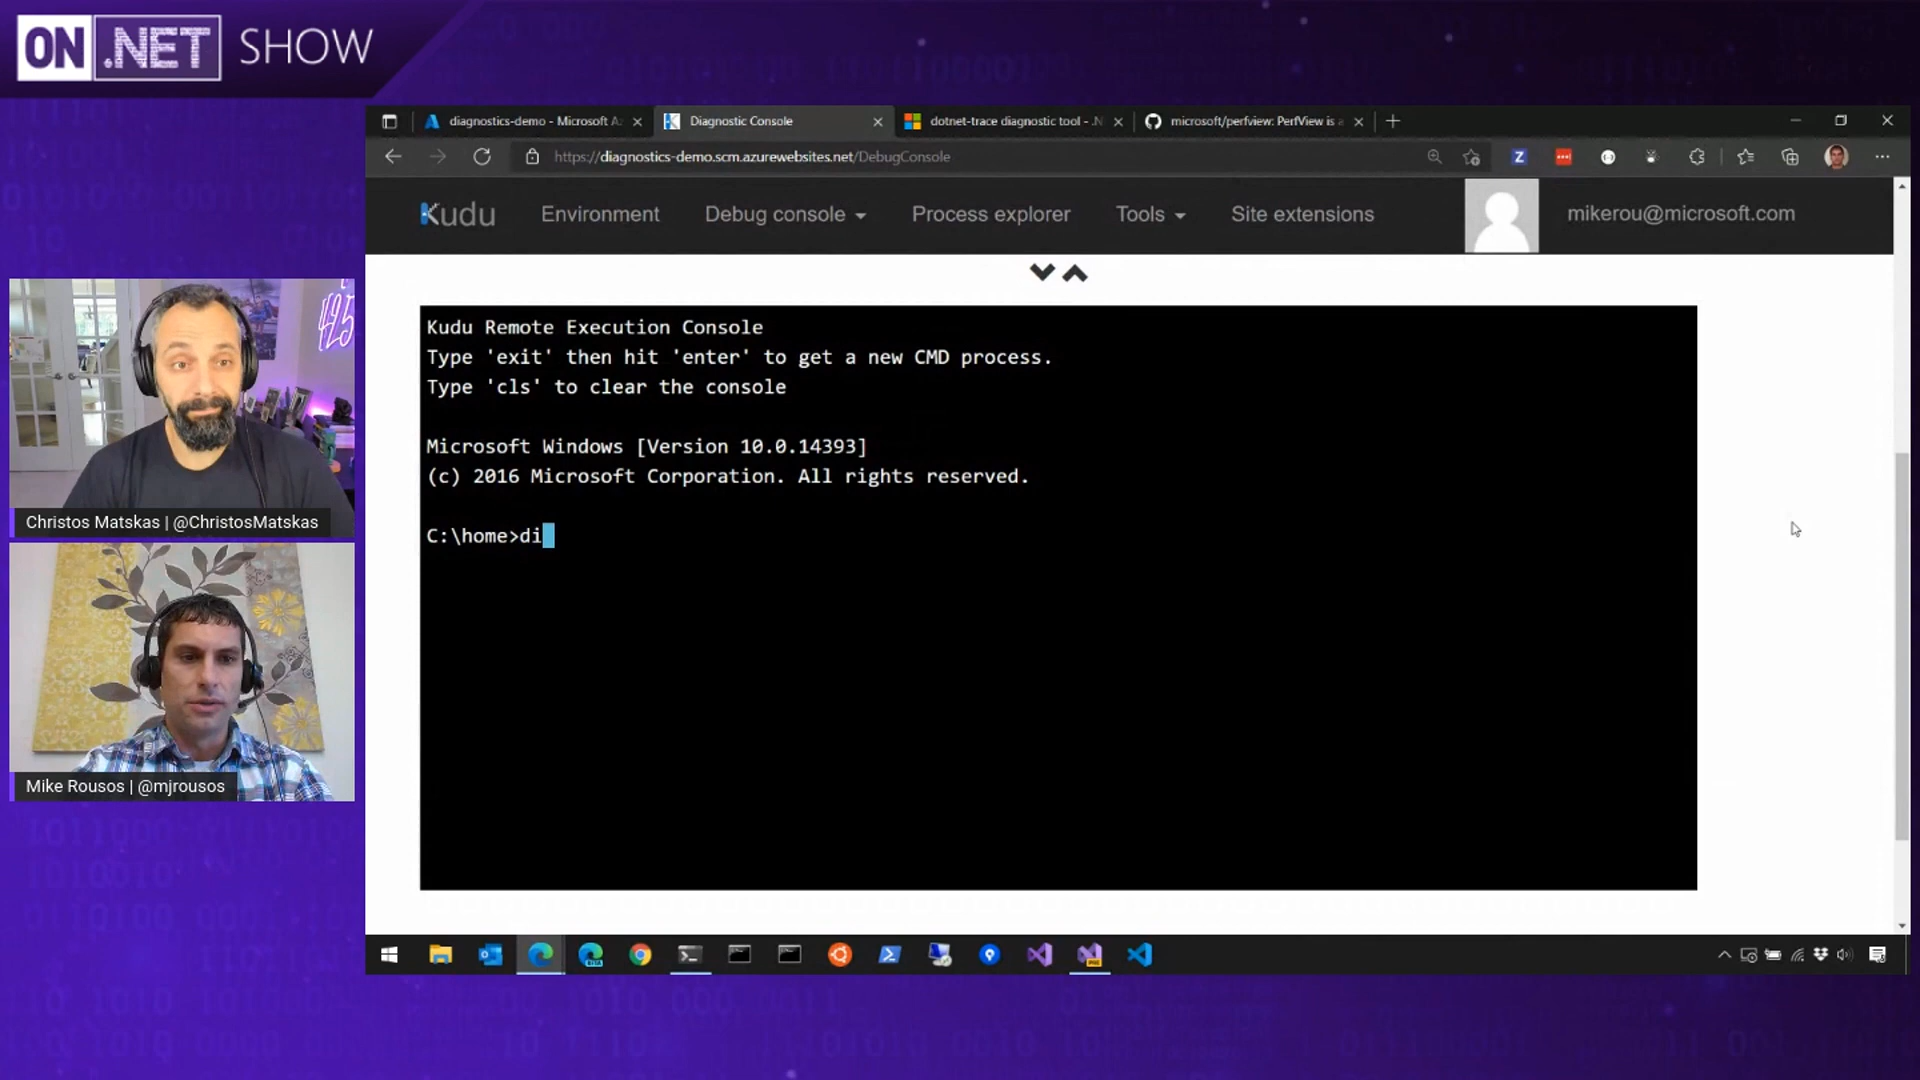 ON .NET SHOW
diagnostics-demo - Microsoft A
Diagnostic Console
dotnet-trace diagnostic tool - .N
microsoft/perfview: PerfView is a
https://diagnostics-demo.scm.azurewebsites.net/DebugConsole
Kudu
Environment
Debug console
Process explorer
Tools
Site extensions
mikerou@microsoft.com
Kudu Remote Execution Console
Type 'exit' then hit 'enter' to get a new CMD process.
Type 'cls' to clear the console
Microsoft Windows [Version 10.0.14393]
(c) 2016 Microsoft Corporation. All rights reserved.
C:\home>di
425
Christos Matskas | @ChristosMatskas
Mike Rousos | @mjrousos